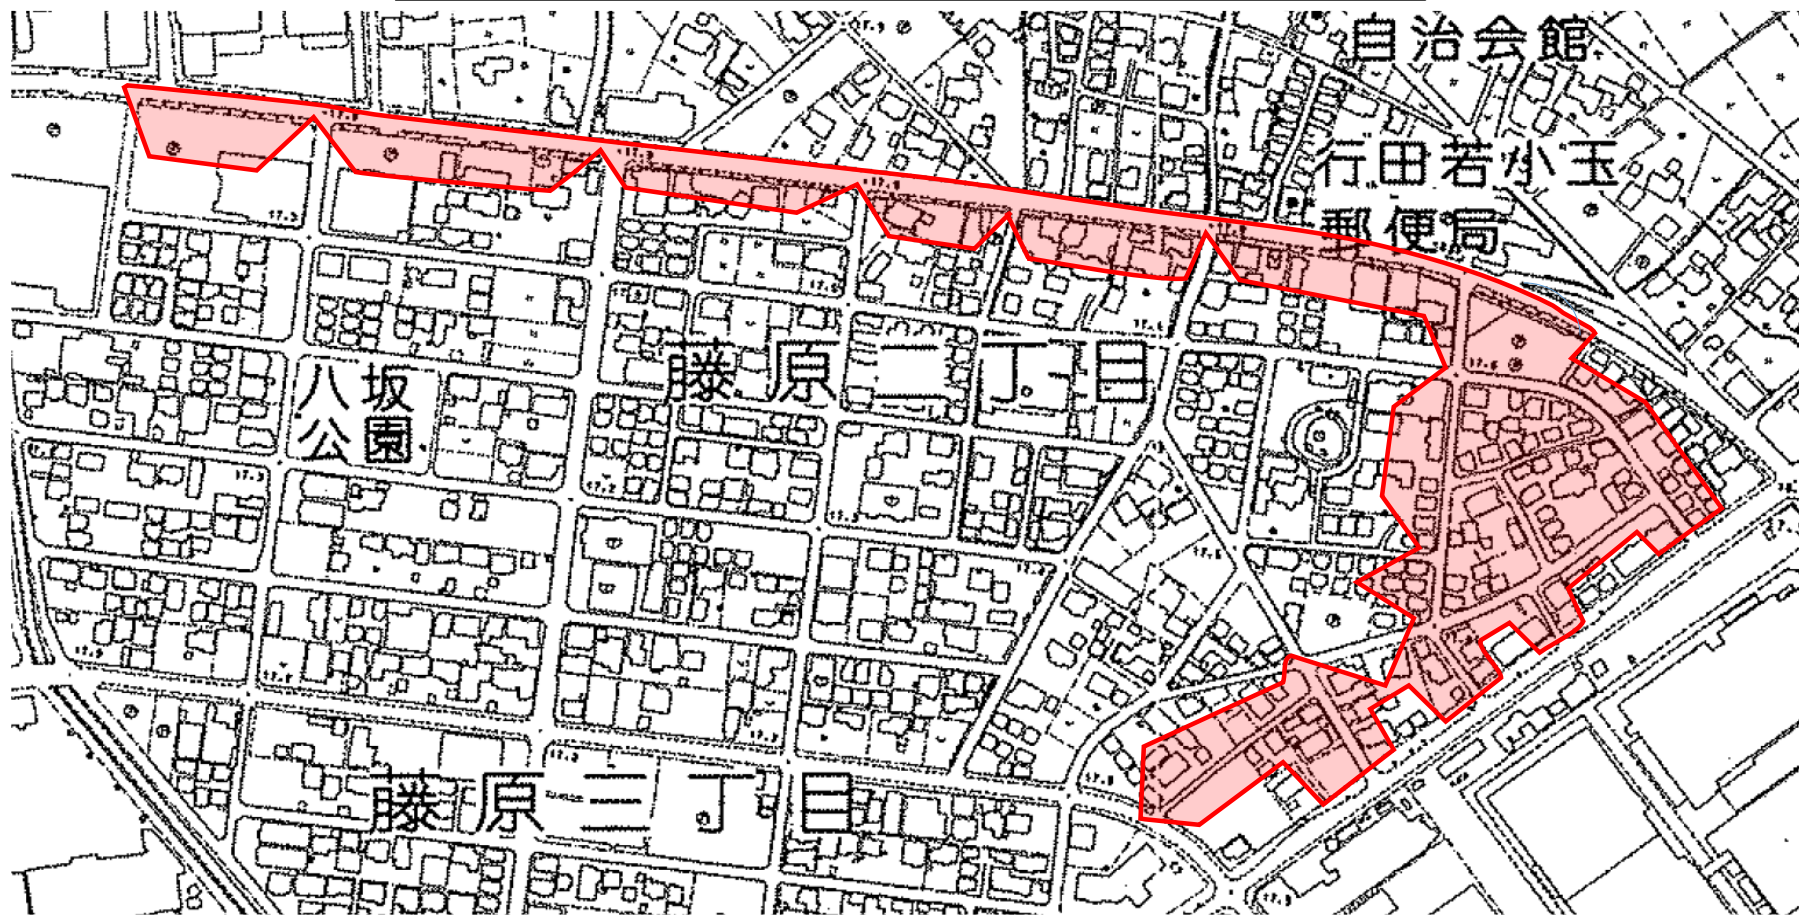 自治会館
行田若小玉
郵便局
藤原二丁目
八坂
公園
藤原三丁目